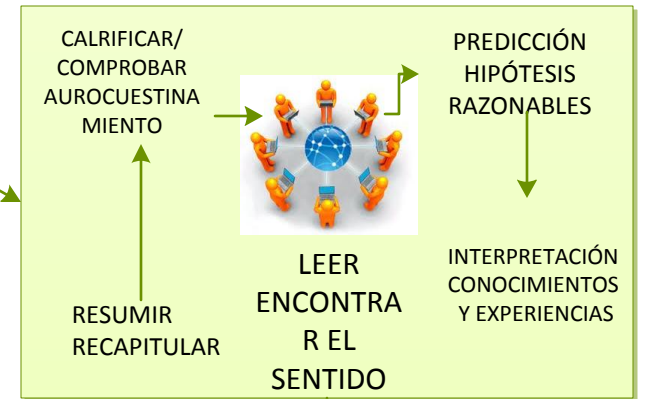 CALRIFICAR/
COMPROBAR
AUROCUESTINA
MIENTO
RESUMIR
RECAPITULAR
LEER
ENCONTRA
R EL
SENTIDO
PREDICCIÓN
HIPÓTESIS
RAZONABLES
INTERPRETACIÓN
CONOCIMIENTOS
Y EXPERIENCIAS